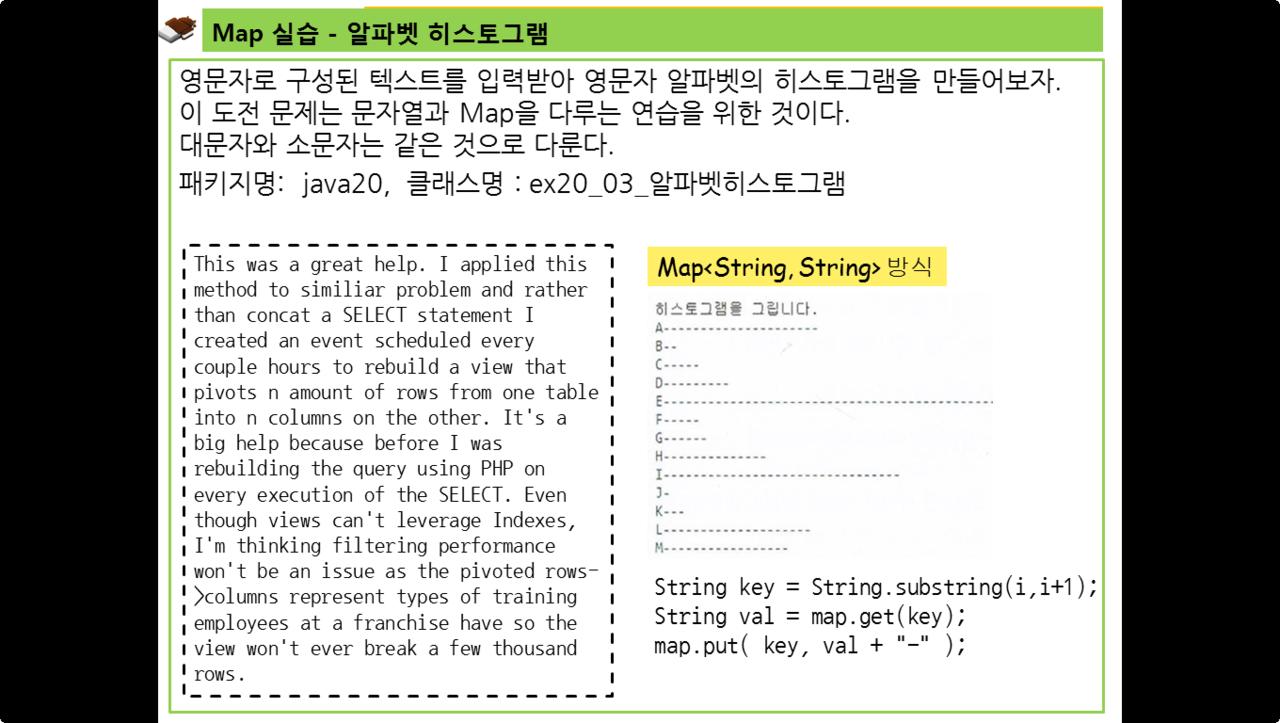 Map 실습 - 알파벳 히스토그램
영문자로 구성된 텍스트를 입력받아 영문자 알파벳의 히스토그램을 만들어보자.
이 도전 문제는 문자열과 Map을 다루는 연습을 위한 것이다.
대문자와 소문자는 같은 것으로 다룬다.
패키지명: java20, 클래스명 : ex20_03_알파벳히스토그램
This was a great help. I applied this
method to similiar problem and rather
than concat a SELECT statement I
created an event scheduled every
couple hours to rebuild a view that
pivots n amount of rows from one table
into n columns on the other. It's a
big help because before I was
rebuilding the query using PHP on
every execution of the SELECT. Even
though views can't leverage Indexes,
I'm thinking filtering performance
won't be an issue as the pivoted rows-
>columns represent types of training
employees at a franchise have so the
view won't ever break a few thousand
rows.
Map<String, String> 방식
히스토그램을 그립니다.
A---------------------
B--
C-----
D---------
E---------------------------------------------
F-----
G------
H--------------
I--------------------------------
J-
K---
L--------------------
M-----------------
String key = String.substring(i,i+1);
String val = map.get(key);
map.put( key, val + "-" );